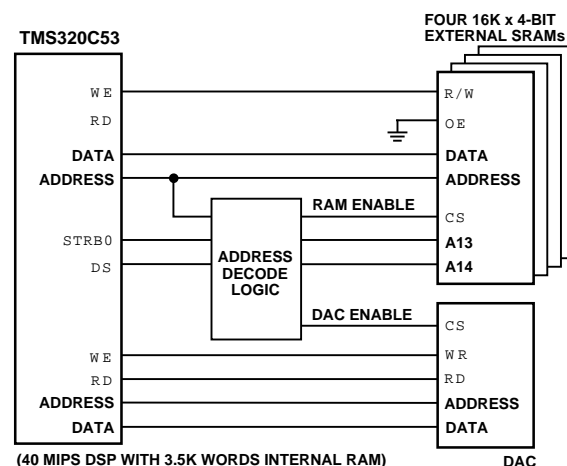 FOUR 16K x 4-BIT
EXTERNAL SRAMs
TMS320C53
WE
RD
DATA
ADDRESS
STRB0
DS
WE
RD
ADDRESS
DATA
ADDRESS
DECODE
LOGIC
RAM ENABLE
DAC ENABLE
R/W
OE
DATA
ADDRESS
CS
A13
A14
CS
WR
RD
ADDRESS
DATA
(40 MIPS DSP WITH 3.5K WORDS INTERNAL RAM)
DAC